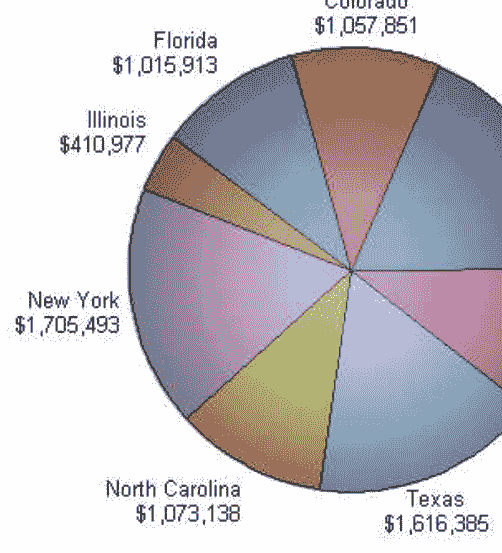 Colorado
$1,057,851
Florida
$1,015,913
Illinois
$410,977
New York
$1,705,493
North Carolina
$1,073,138
Texas
$1,616,385